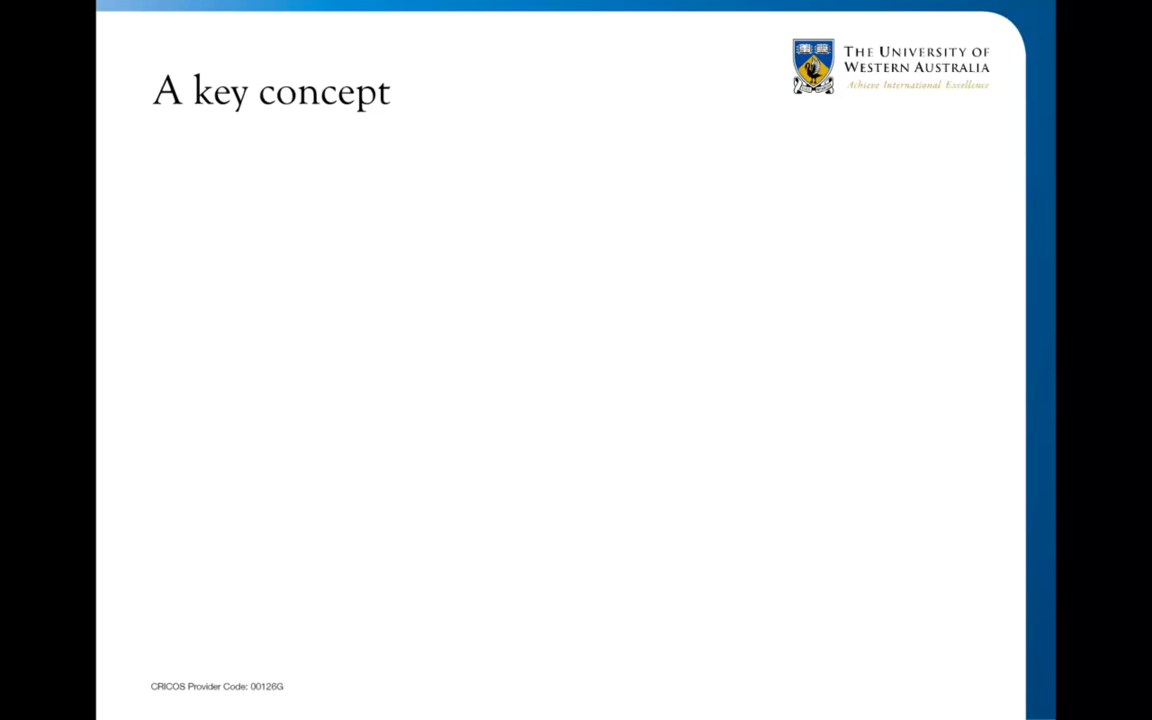 A key concept
THE UNIVERSITY OF
WESTERN AUSTRALIA
Achieve International Excellence
CRICOS Provider Code: 00126G